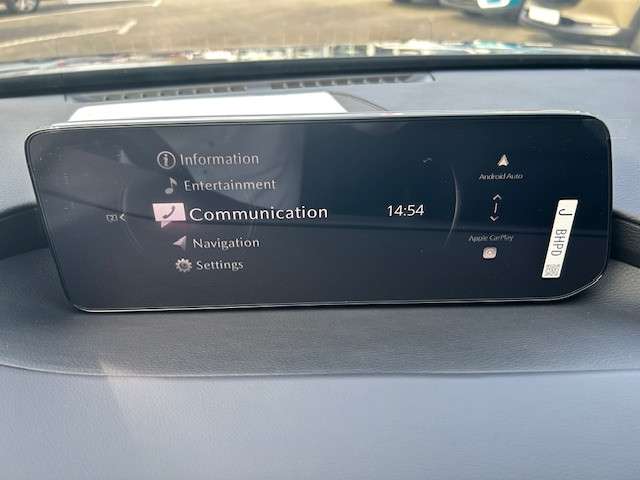 Information
Entertainment
Communication
Navigation
Settings
14:54
Android Auto
Apple CarPlay
J BHPD